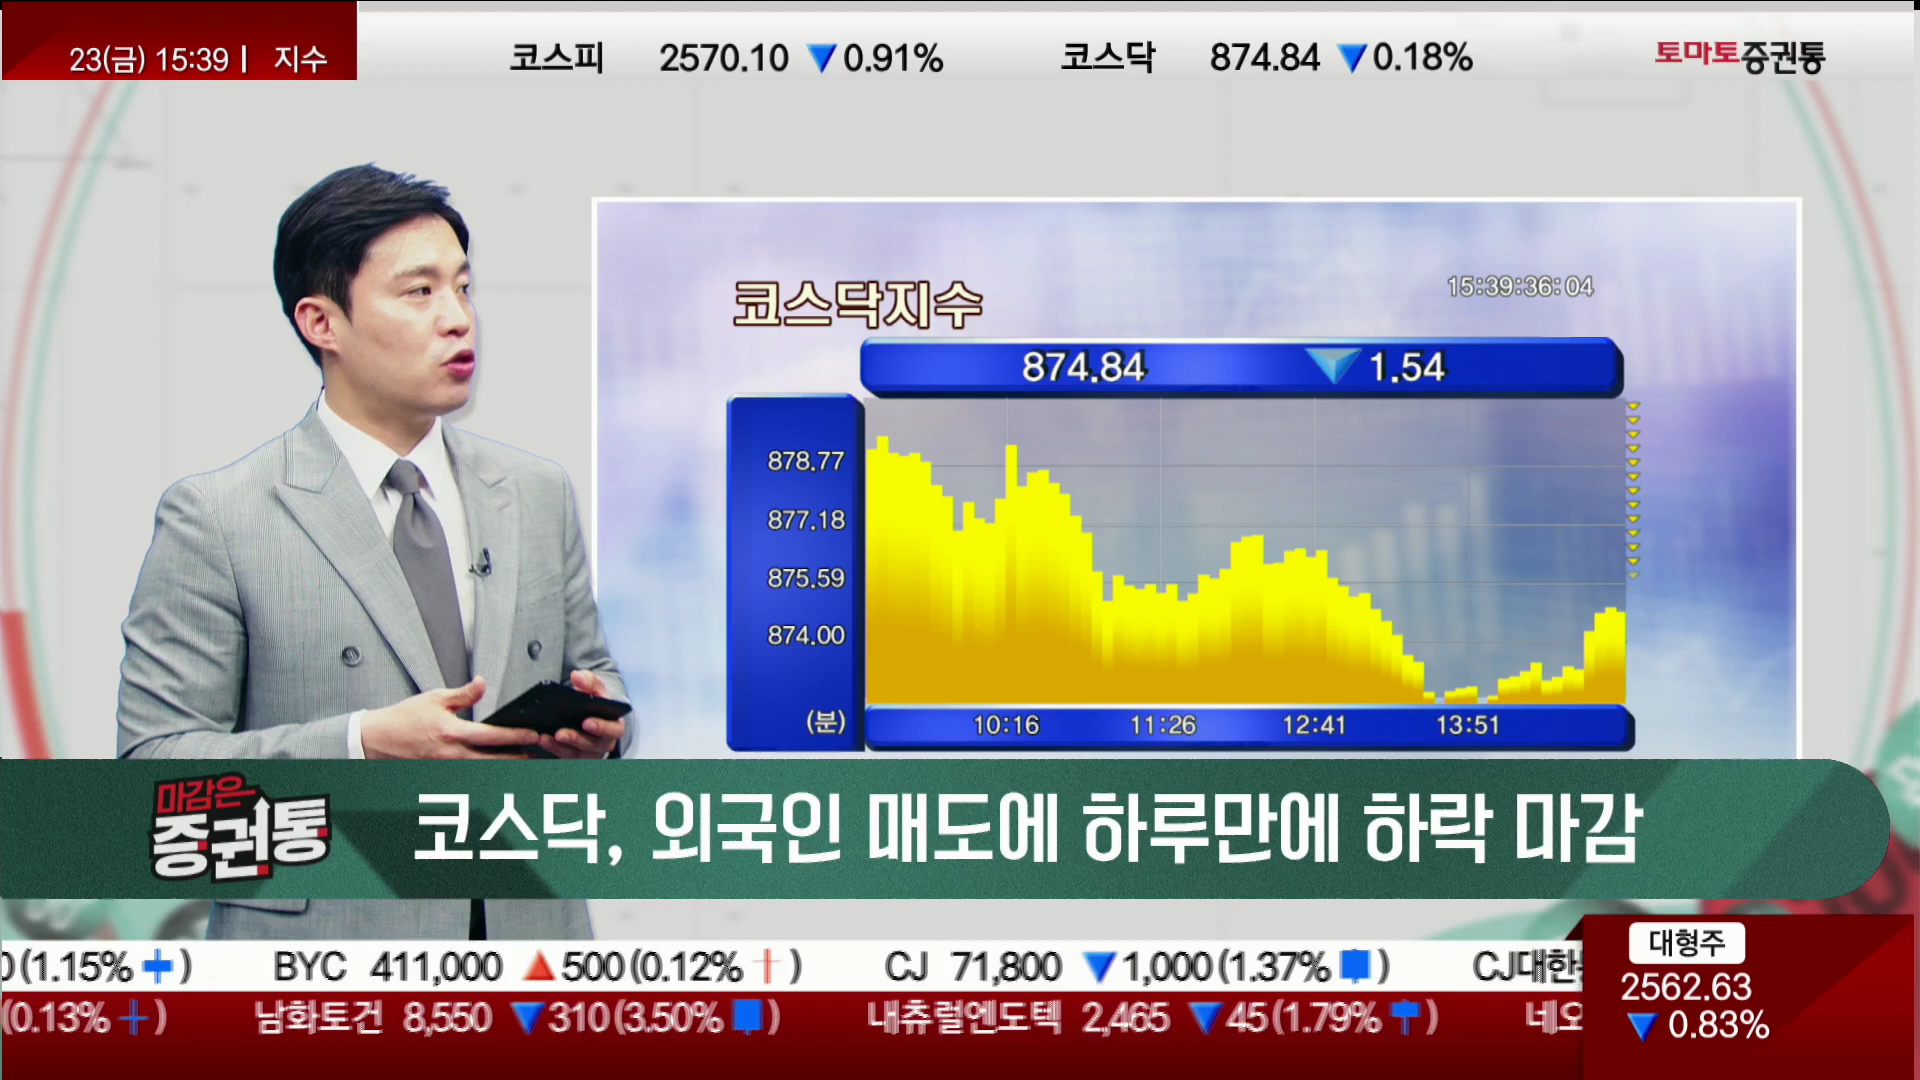 23(금) 15:39 | 지수 코스피 2570.10 ▼0.91% 코스닥 874.84 ▼0.18% 토마토증권통
코스닥지수 15:39:36:04
874.84 ▼1.54
878.77
877.18
875.59
874.00
(분) 10:16 11:26 12:41 13:51
마감은
증권통
코스닥, 외국인 매도에 하루만에 하락 마감
(1.15% ) BYC 411,000 ▲500(0.12% ) CJ 71,800 ▼1,000(1.37% ) CJ대한
(0.13% ) 남화토건 8,550 ▼310(3.50% ) 내츄럴엔도텍 2,465 ▼45(1.79% ) 네오
대형주
2562.63
▼ 0.83%